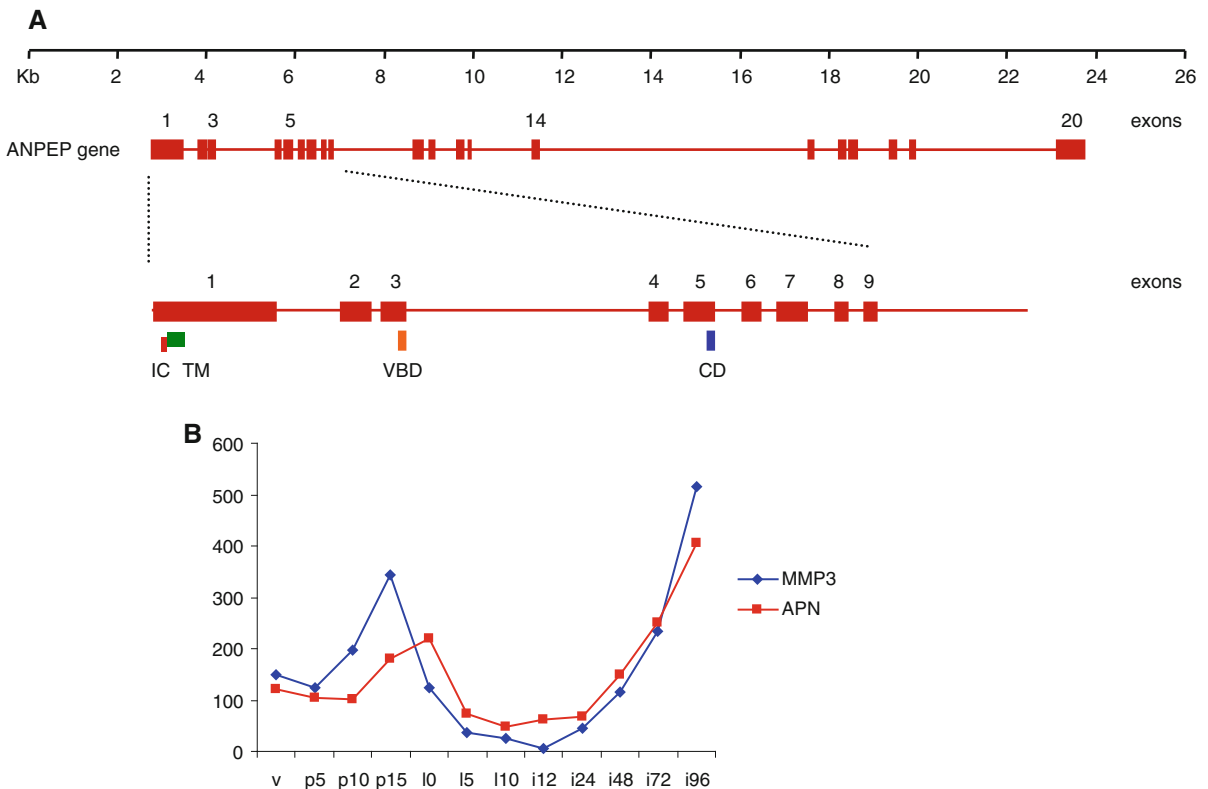 A
Kb 2 4 6 8 10 12 14 16 18 20 22 24 26
1 3 5 14 20 exons
ANPEP gene
1 2 3 4 5 6 7 8 9 exons
IC TM VBD CD
B
600
500
400
300
200
100
0
v p5 p10 p15 l0 l5 l10 i12 i24 i48 i72 i96
MMP3
APN